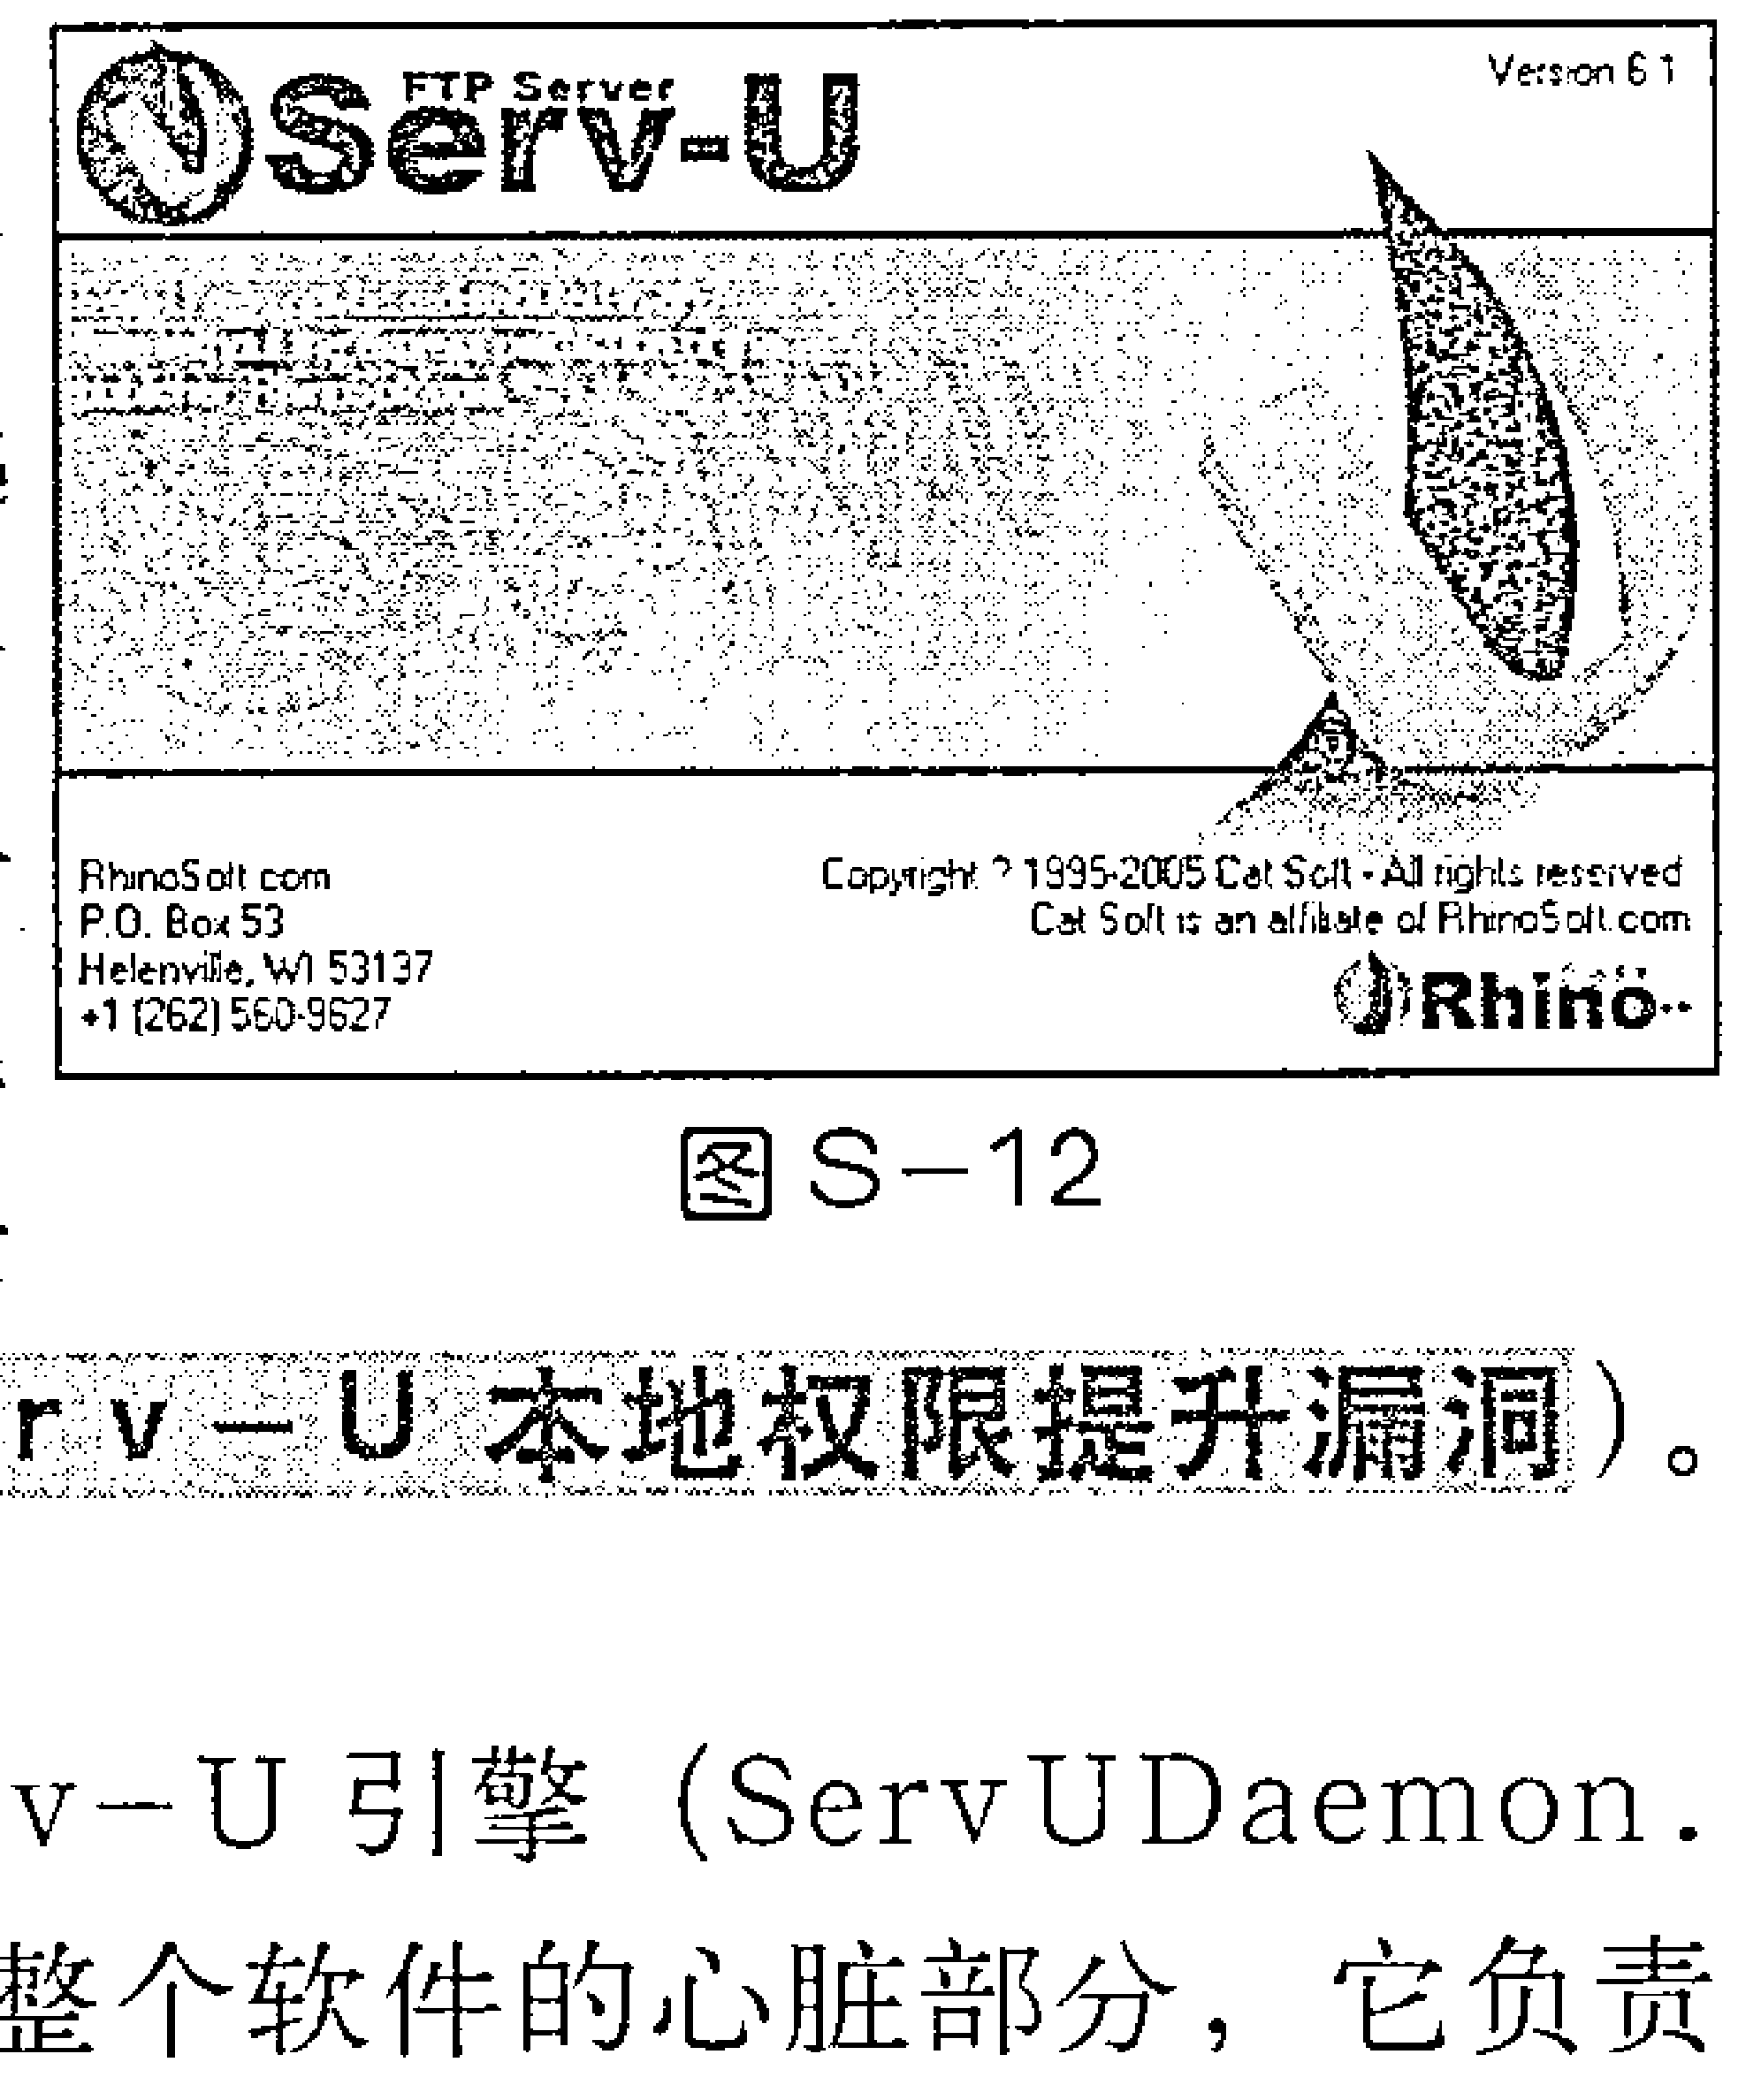 FTP Server
Serv-U
Version 6 1
RhinoSoft com
P.O. Box 53
Helenville, WI 53137
+1 (262) 560-9627
Copyright ? 1995-2005 Cat Soft - All rights reserved
Cat Soft is an affiliate of RhinoSoft.com
Rhino
图 S-12
rv-U 本地权限提升漏洞)。
v-U 引擎 (ServUDaemon.
整个软件的心脏部分，它负责